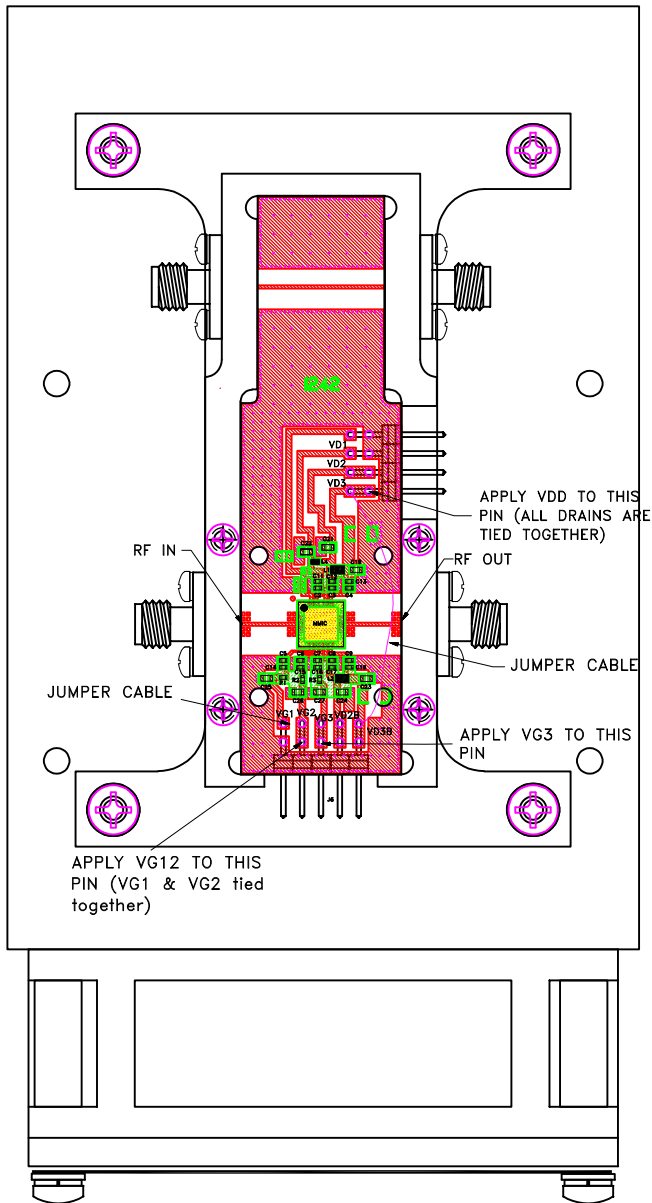 1242
VD1
VD2
VD3
APPLY VDD TO THIS
PIN (ALL DRAINS ARE
TIED TOGETHER)
RF IN
RF OUT
MMIC
JUMPER CABLE
JUMPER CABLE
VG1
VG2
VG3
VD2B
VD3B
APPLY VG3 TO THIS
PIN
J5
APPLY VG12 TO THIS
PIN (VG1 & VG2 tied
together)